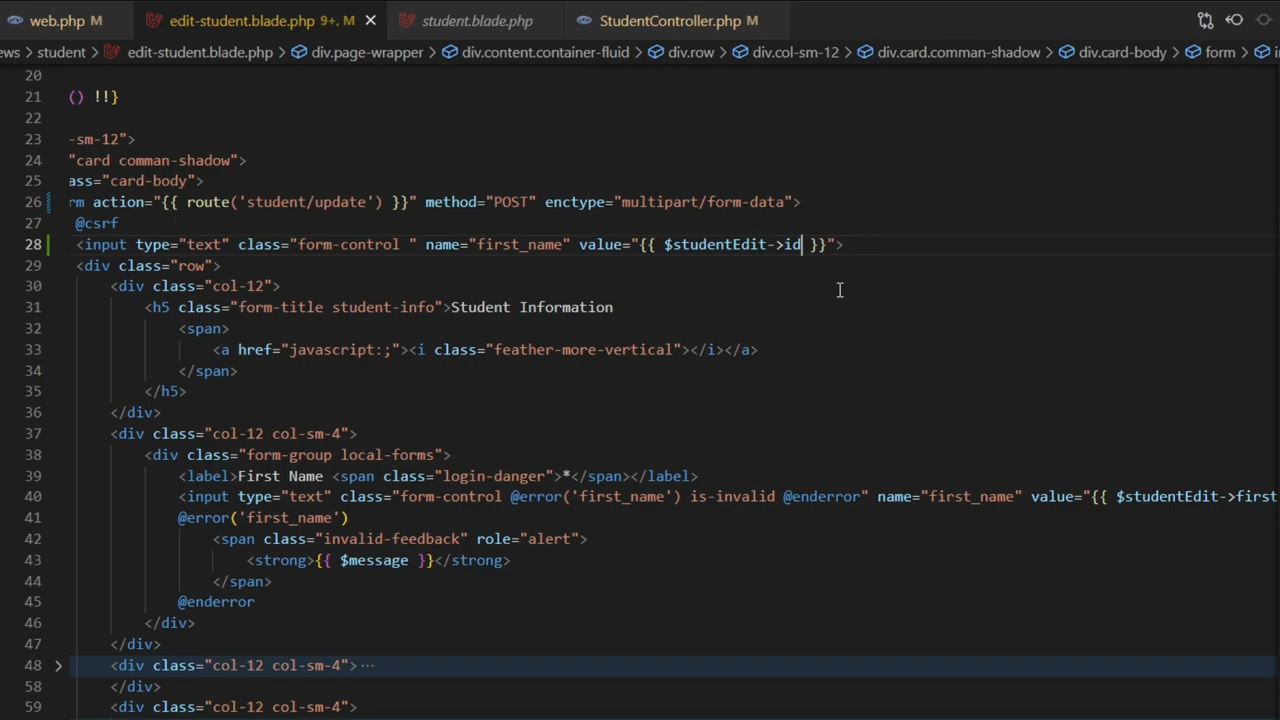 web.php M edit-student.blade.php 9+, M student.blade.php StudentController.php M
ews > student > edit-student.blade.php > div.page-wrapper > div.content.container-fluid > div.row > div.col-sm-12 > div.card.comman-shadow > div.card-body > form >
20
21 () !!}
22
23 -sm-12">
24 "card comman-shadow">
25 ass="card-body">
26 rm action="{{ route('student/update') }}" method="POST" enctype="multipart/form-data">
27 @csrf
28 <input type="text" class="form-control " name="first_name" value="{{ $studentEdit->id }}">
29 <div class="row">
30 <div class="col-12">
31 <h5 class="form-title student-info">Student Information
32 <span>
33 <a href="javascript:;"><i class="feather-more-vertical"></i></a>
34 </span>
35 </h5>
36 </div>
37 <div class="col-12 col-sm-4">
38 <div class="form-group local-forms">
39 <label>First Name <span class="login-danger">*</span></label>
40 <input type="text" class="form-control @error('first_name') is-invalid @enderror" name="first_name" value="{{ $studentEdit->first
41 @error('first_name')
42 <span class="invalid-feedback" role="alert">
43 <strong>{{ $message }}</strong>
44 </span>
45 @enderror
46 </div>
47 </div>
48 > <div class="col-12 col-sm-4">···
58 </div>
59 <div class="col-12 col-sm-4">